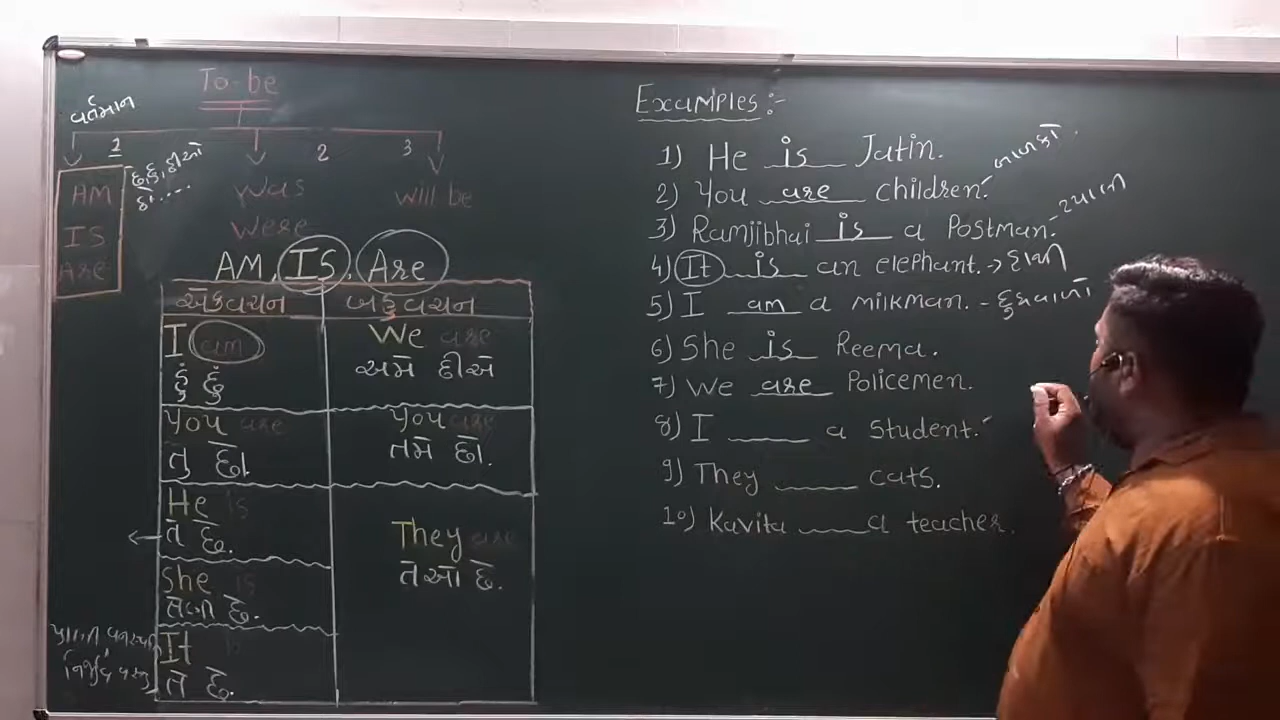 To-be
વર્તમાન
1 2 3
AM
IS
Are
was
were
will be
AM, IS, Are
એકવચન બહુવચન
I am We are
હું છું અમે છીએ
You are You are
તું છો. તમે છો.
He is
તે છે.
They are
તેઓ છે.
She is
તેણી છે.
It is
તે છે.
Examples:-
1) He is Jatin.
2) You are children. બાળકો
3) Ramjibhai is a Postman. - ટપાલી
4) It is an elephant. → હાથી
5) I am a milkman. - દૂધવાળો
6) She is Reema.
7) We are Policemen.
8) I ____ a Student.
9) They ____ cats.
10) Kavita ____ a teacher.